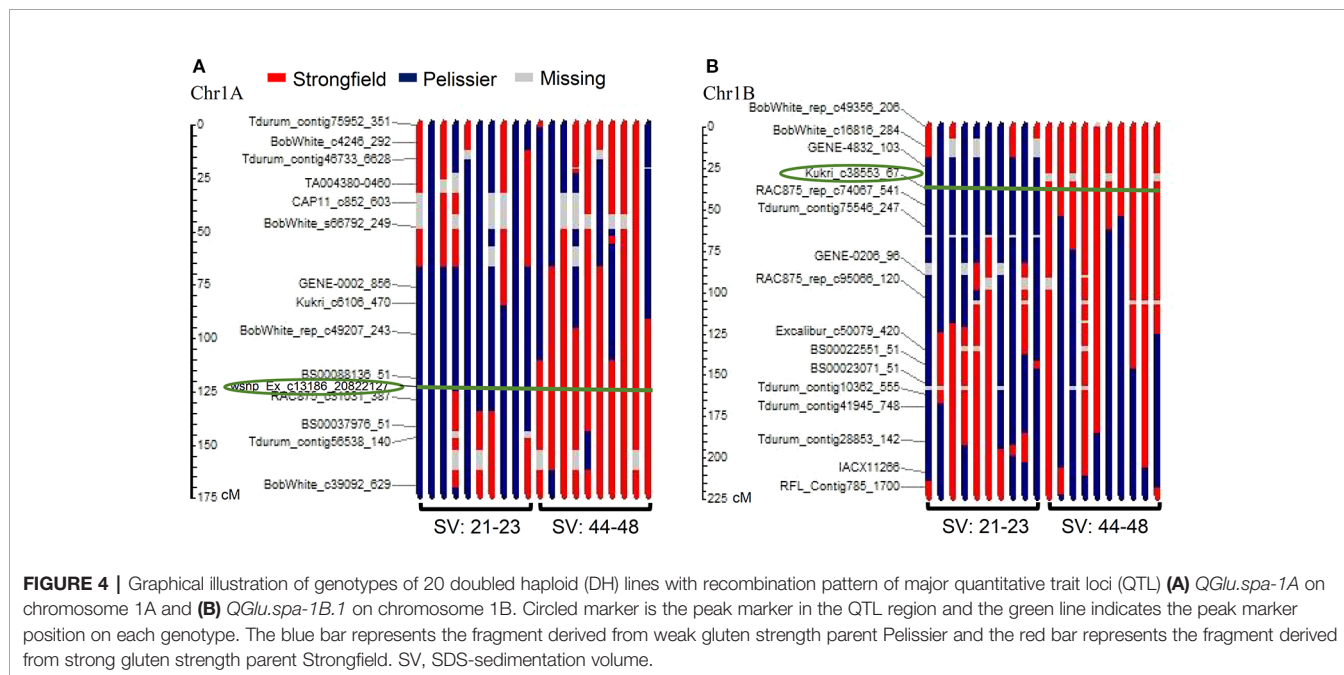 A
Strongfield
Pelissier
Missing
Chr1A
0
25
50
75
100
125
150
175 cM
Tdurum_contig75952_351
BobWhite_c4246_292
Tdurum_contig46733_6628
TA004380-0460
CAP11_c852_603
BobWhite_s66792_249
GENE-0002_856
Kukri_c6106_470
BobWhite_rep_c49207_243
BS00088136_51
wsnp_Ex_c13186_20822127
BS00037976_51
Tdurum_contig56538_140
BobWhite_c39092_629
SV: 21-23
SV: 44-48
B
Chr1B
0
25
50
75
100
125
150
175
200
225 cM
BobWhite_rep_c49356_206
BobWhite_c16816_284
GENE-4832_103
Kukri_c38553_67
RAC875_rep_c74067_541
Tdurum_contig75546_247
GENE-0206_96
RAC875_rep_c95066_120
Excalibur_c50079_420
BS00022551_51
BS00023071_51
Tdurum_contig10362_555
Tdurum_contig41945_748
Tdurum_contig28853_142
IACX11266
RFL_Contig785_1700
SV: 21-23
SV: 44-48
FIGURE 4 | Graphical illustration of genotypes of 20 doubled haploid (DH) lines with recombination pattern of major quantitative trait loci (QTL) (A) QGlu.spa-1A on
chromosome 1A and (B) QGlu.spa-1B.1 on chromosome 1B. Circled marker is the peak marker in the QTL region and the green line indicates the peak marker
position on each genotype. The blue bar represents the fragment derived from weak gluten strength parent Pelissier and the red bar represents the fragment derived
from strong gluten strength parent Strongfield. SV, SDS-sedimentation volume.